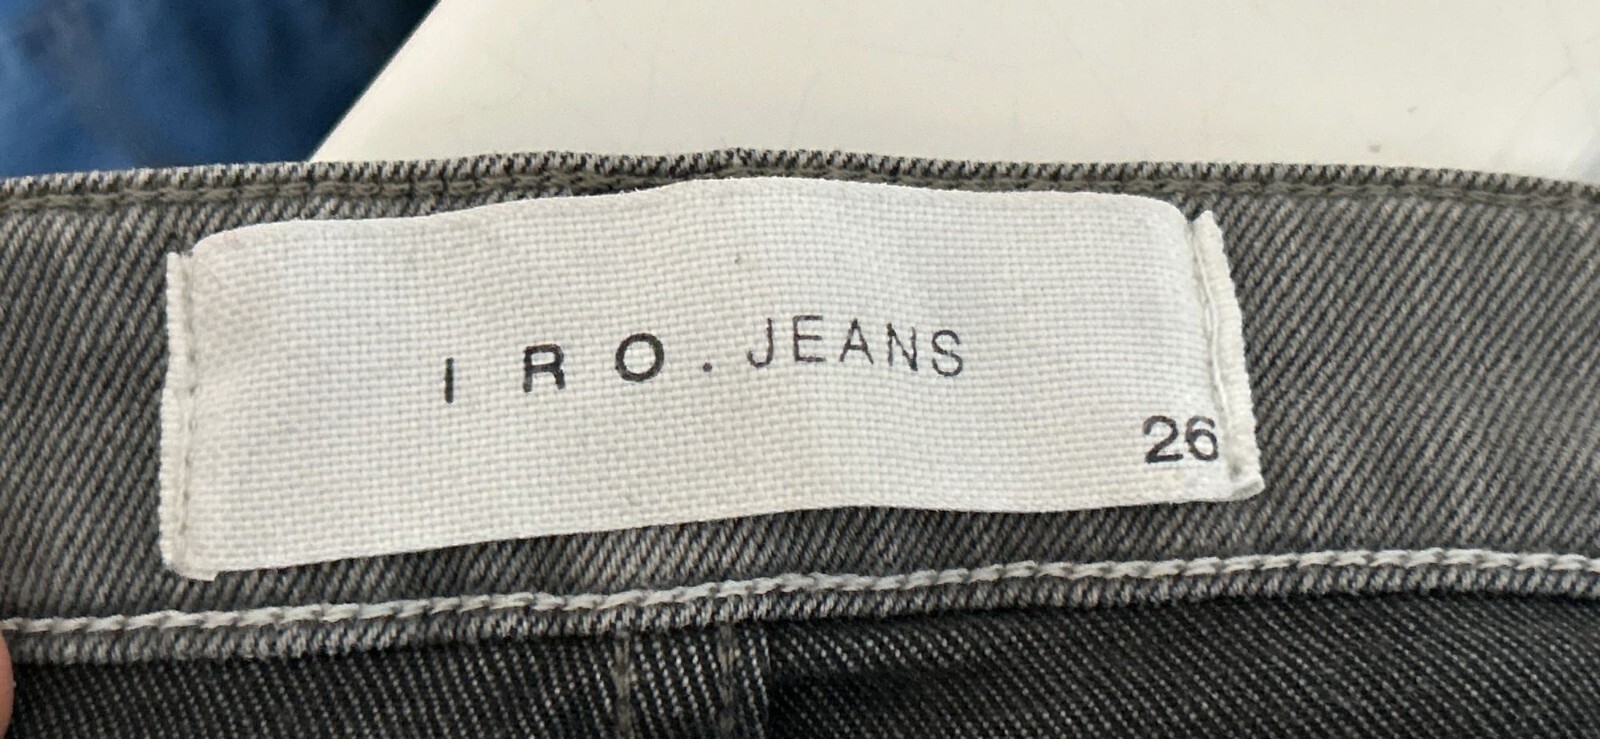 I R O . JEANS
26